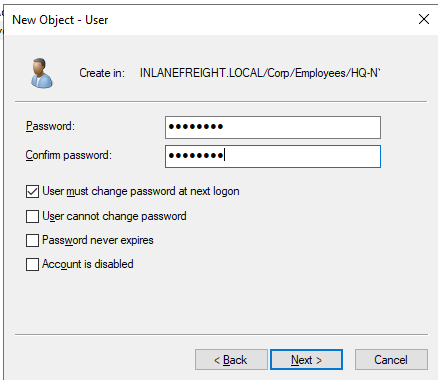 New Object - User
Create in: INLANEFREIGHT.LOCAL/Corp/Employees/HQ-N
Password: ••••••••
Confirm password: ••••••••
User must change password at next logon
User cannot change password
Password never expires
Account is disabled
< Back Next > Cancel